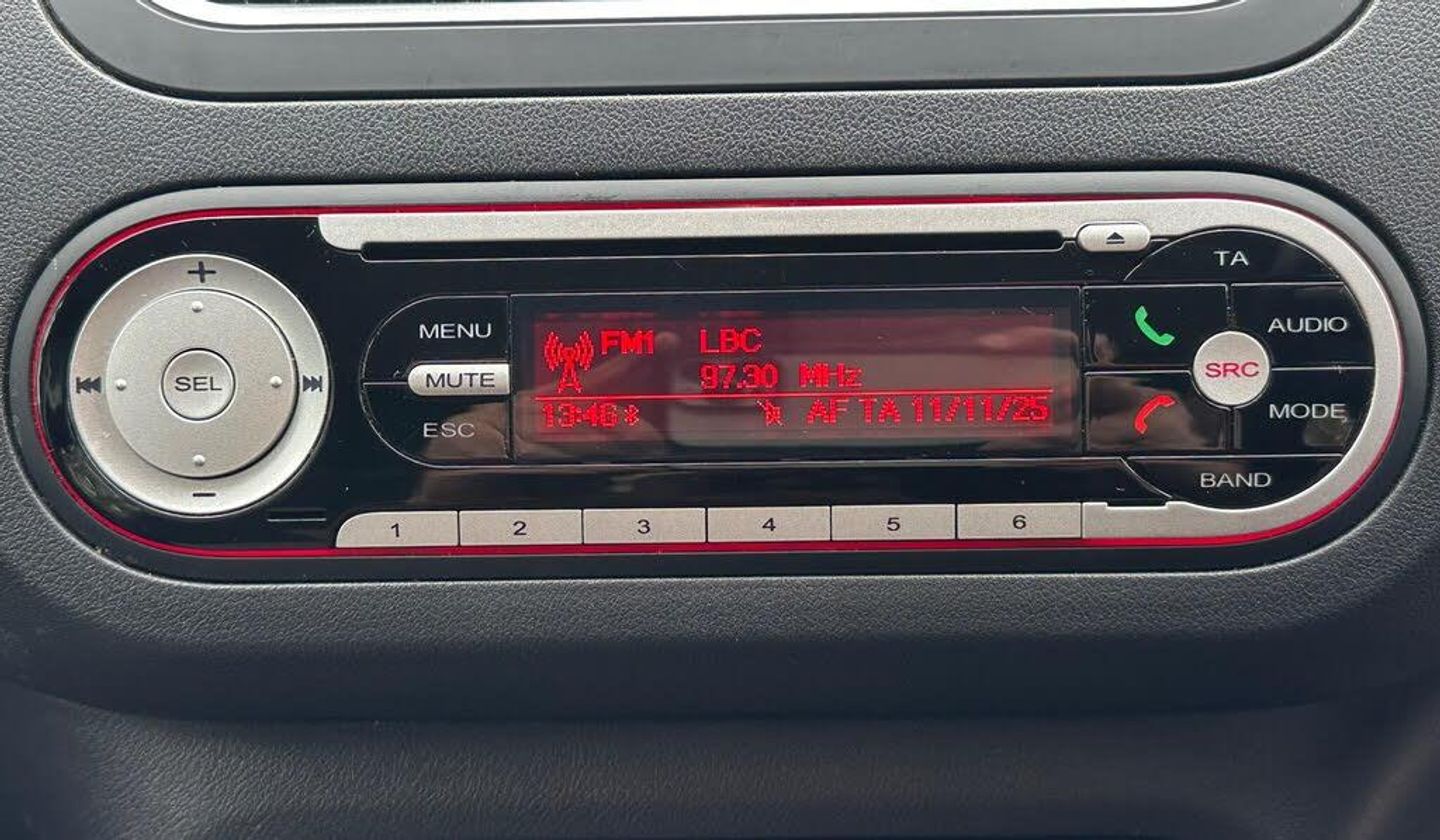 +
SEL
−
MENU
MUTE
ESC
FM1 LBC
97.30 MHz
13:46 AF TA 11/11/25
TA
AUDIO
SRC
MODE
BAND
1 2 3 4 5 6